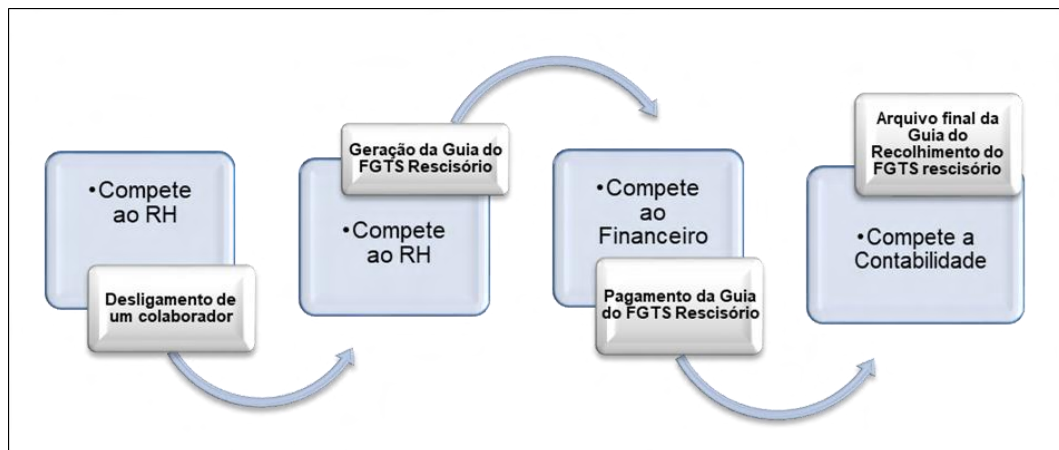 •Compete
ao RH
Desligamento de
um colaborador
Geração da Guia do
FGTS Rescisório
•Compete
ao RH
•Compete
ao
Financeiro
Pagamento da Guia
do FGTS Rescisório
Arquivo final da
Guia do
Recolhimento do
FGTS rescisório
•Compete a
Contabilidade